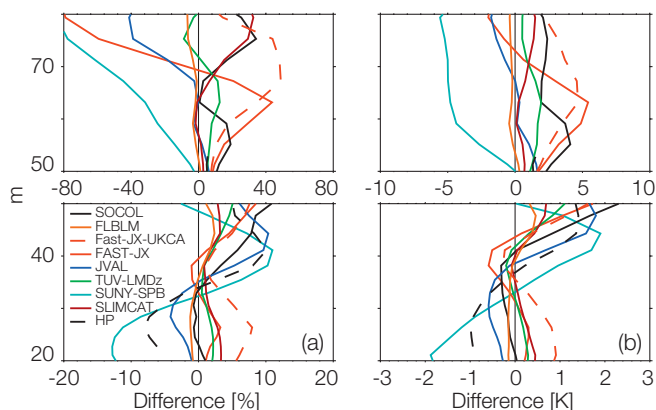 70
50
-80 -40 0 40 80
-10 -5 0 5 10
m
SOCOL
FLBLM
Fast-JX-UKCA
FAST-JX
JVAL
TUV-LMDz
SUNY-SPB
SLIMCAT
HP
40
20
(a)
(b)
-20 -10 0 10 20
-3 -2 -1 0 1 2 3
Difference [%]
Difference [K]